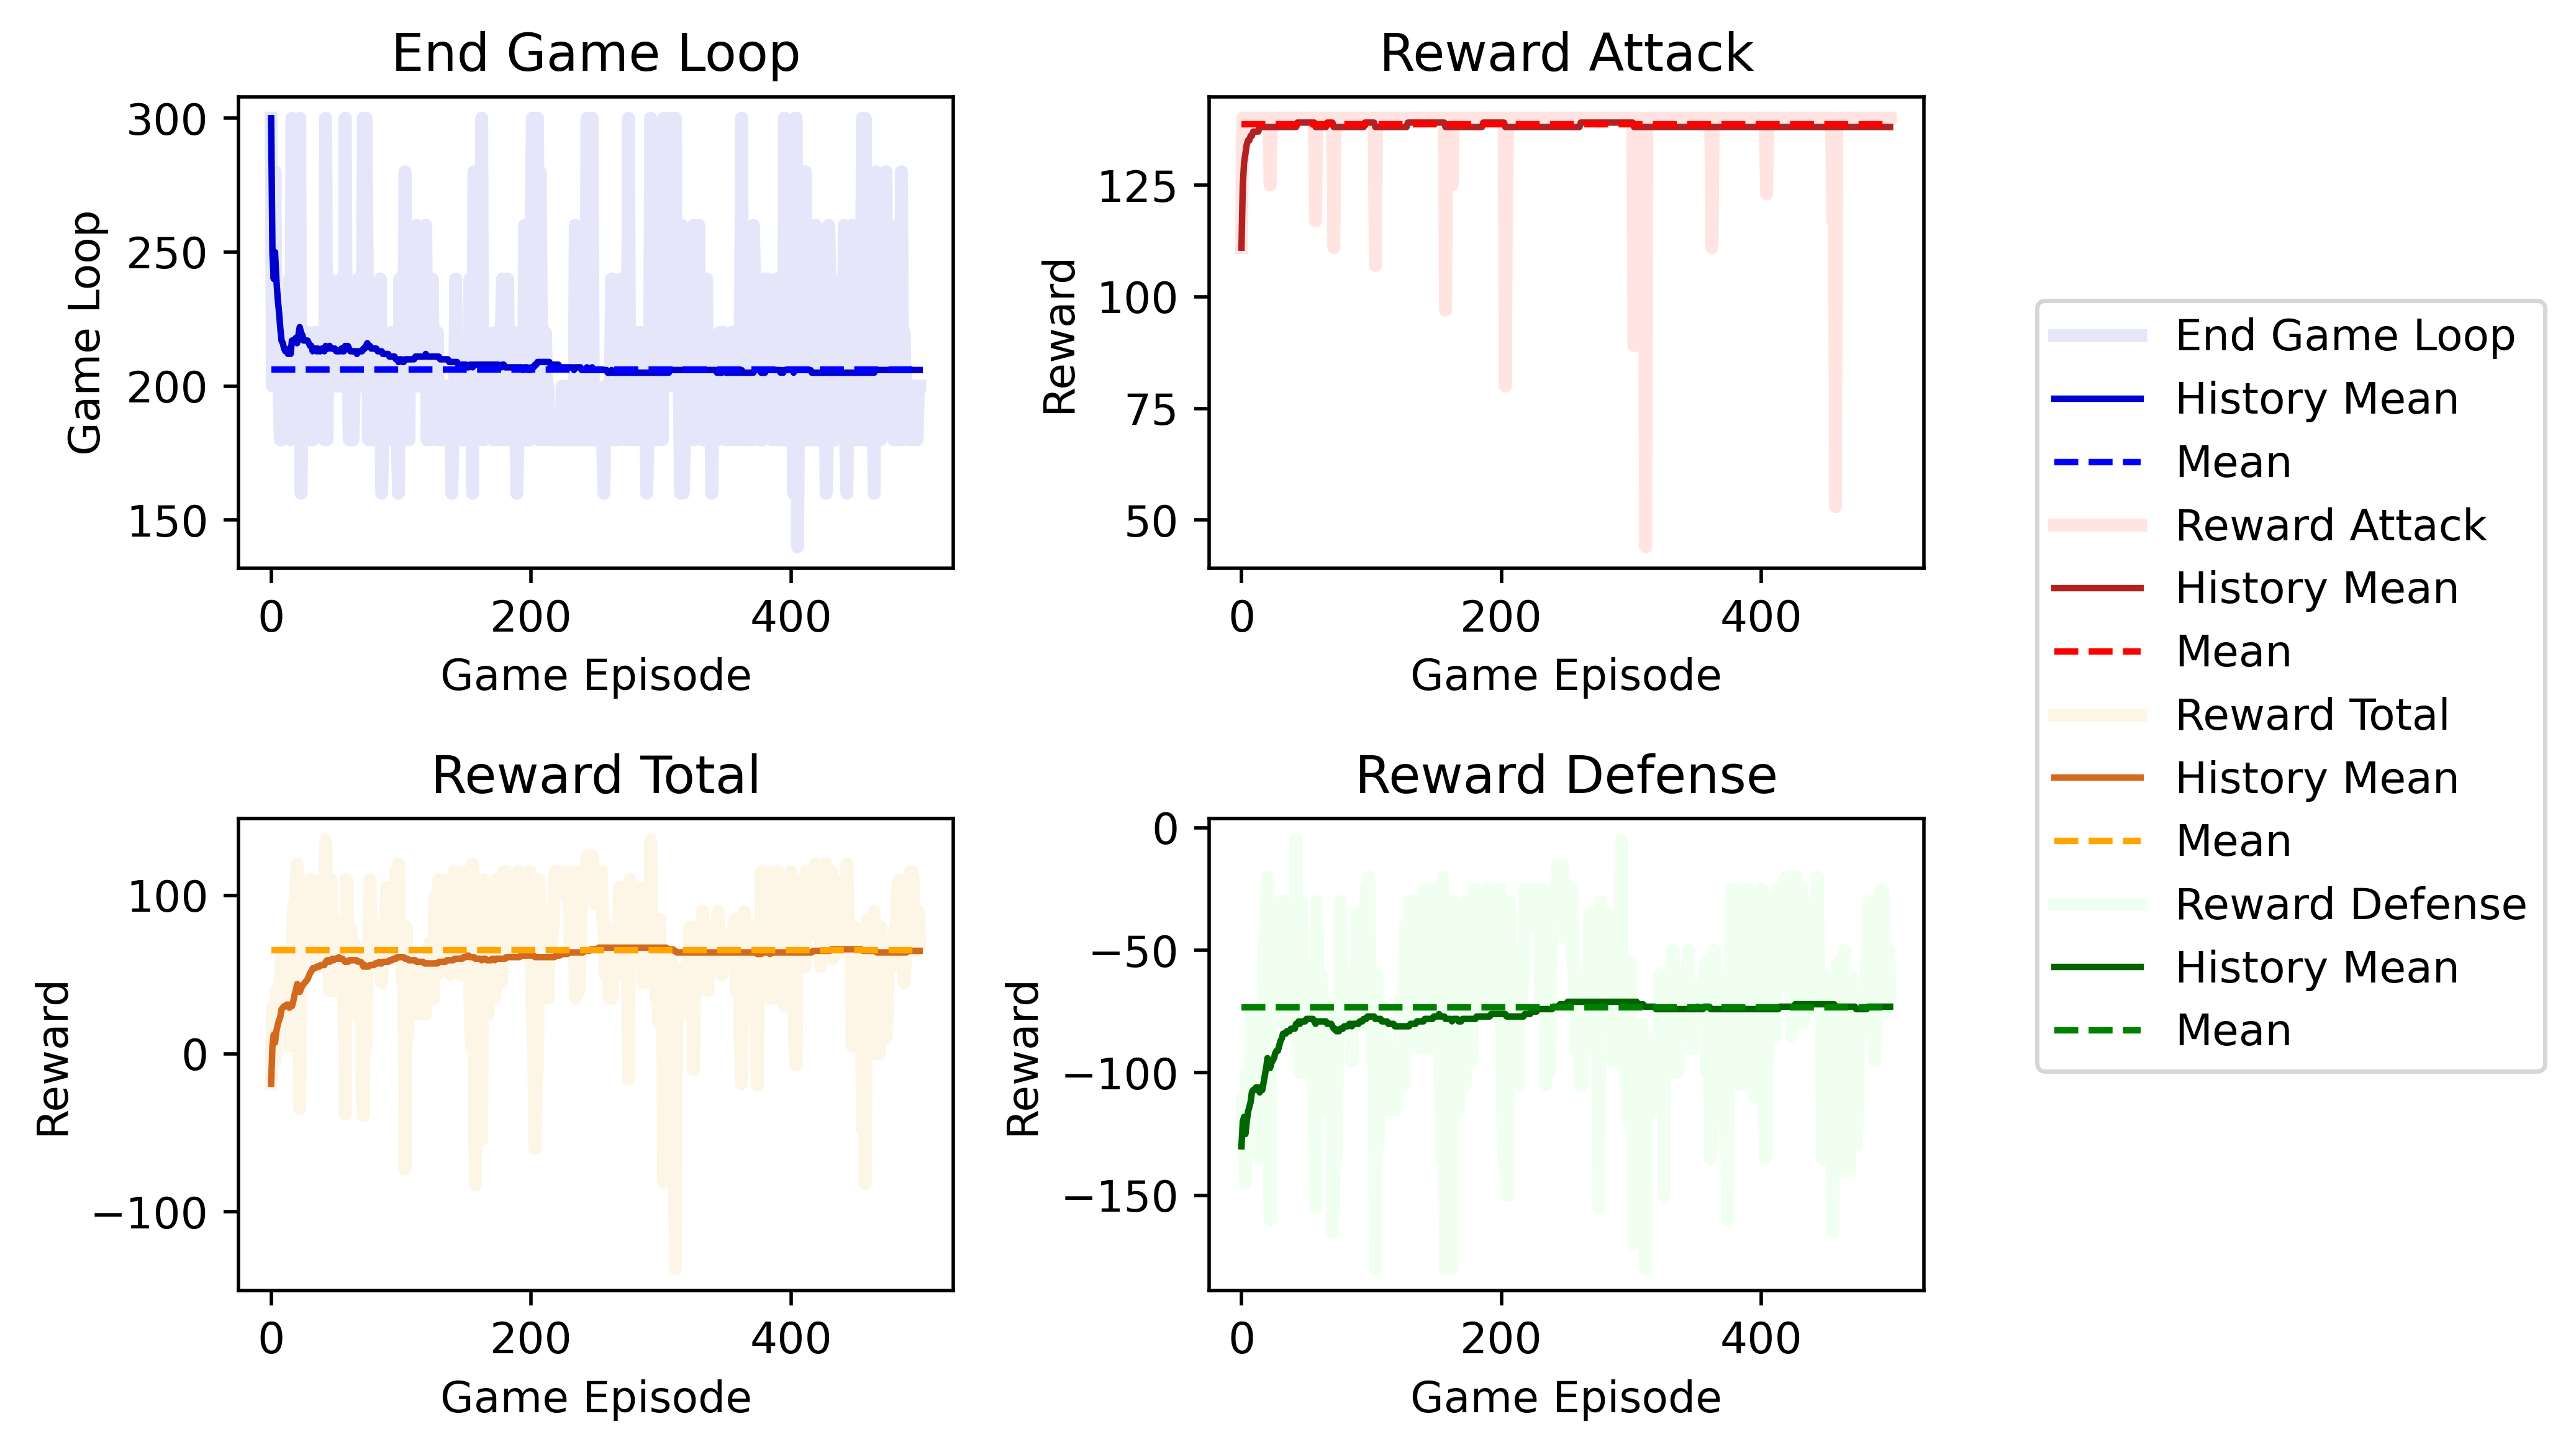 End Game Loop
300
250
200
150
Game Loop
0 200 400
Game Episode
Reward Attack
125
100
75
50
Reward
0 200 400
Game Episode
Reward Total
100
0
−100
Reward
0 200 400
Game Episode
Reward Defense
0
−50
−100
−150
Reward
0 200 400
Game Episode
End Game Loop
History Mean
Mean
Reward Attack
History Mean
Mean
Reward Total
History Mean
Mean
Reward Defense
History Mean
Mean